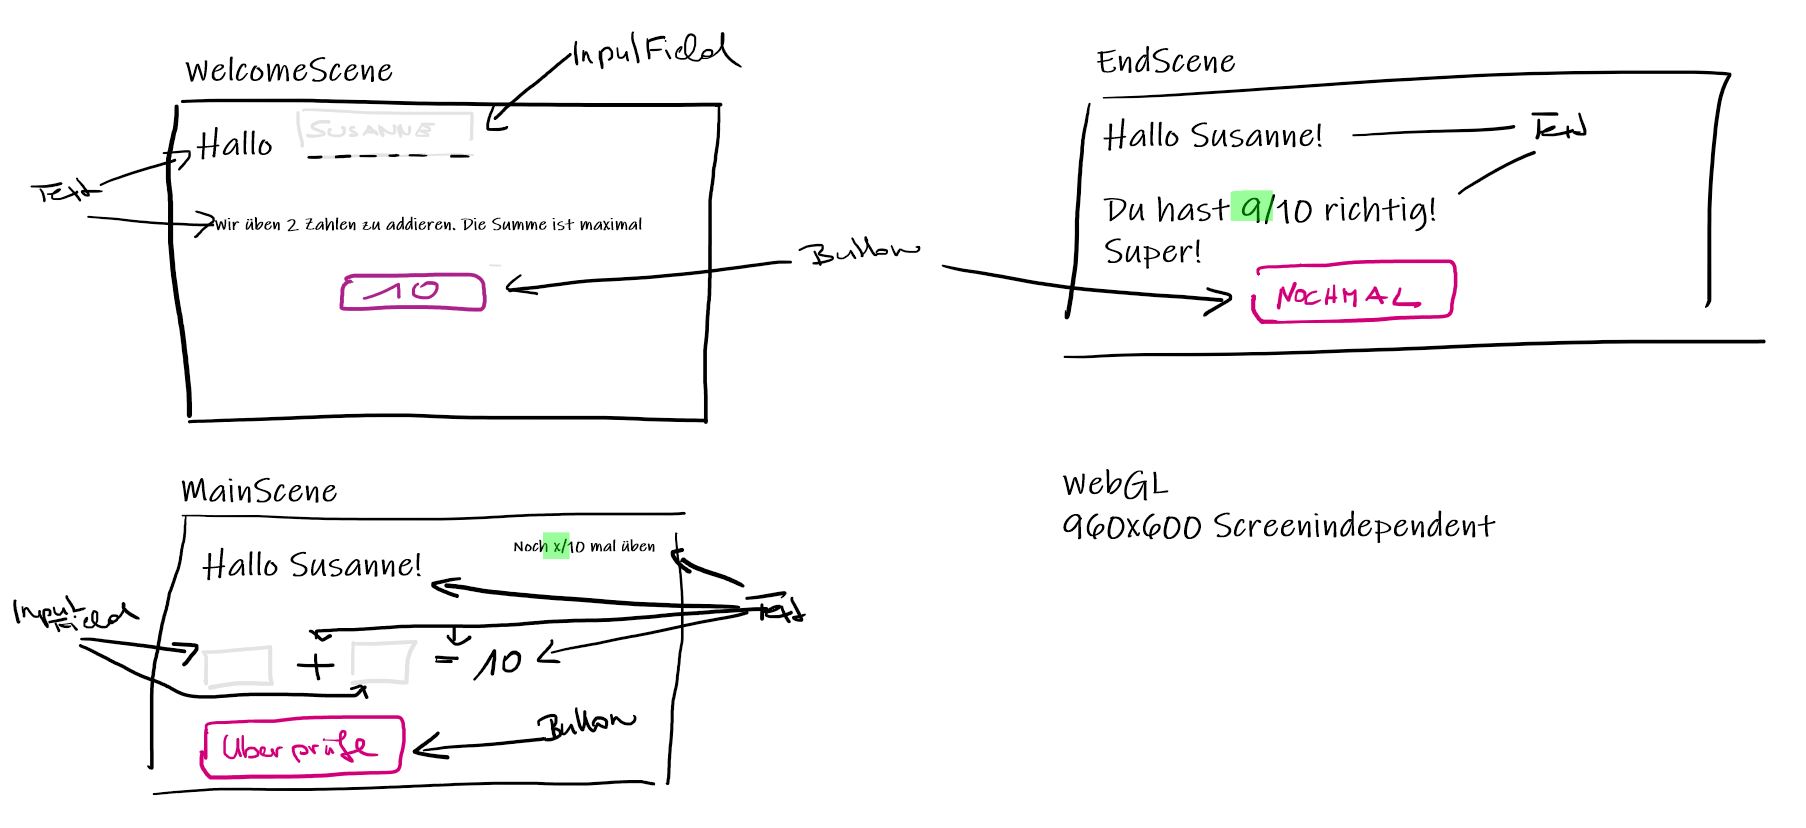 WelcomeScene
InputField
Hallo SUSANNE
Text
Wir üben 2 Zahlen zu addieren. Die Summe ist maximal
10
Button
EndScene
Hallo Susanne!
Text
Du hast 9/10 richtig!
Super!
NOCHMAL
MainScene
Noch x/10 mal üben
Hallo Susanne!
Input
Field
Text
+ = 10
Button
Überprüfe
WebGL
960x600 Screenindependent